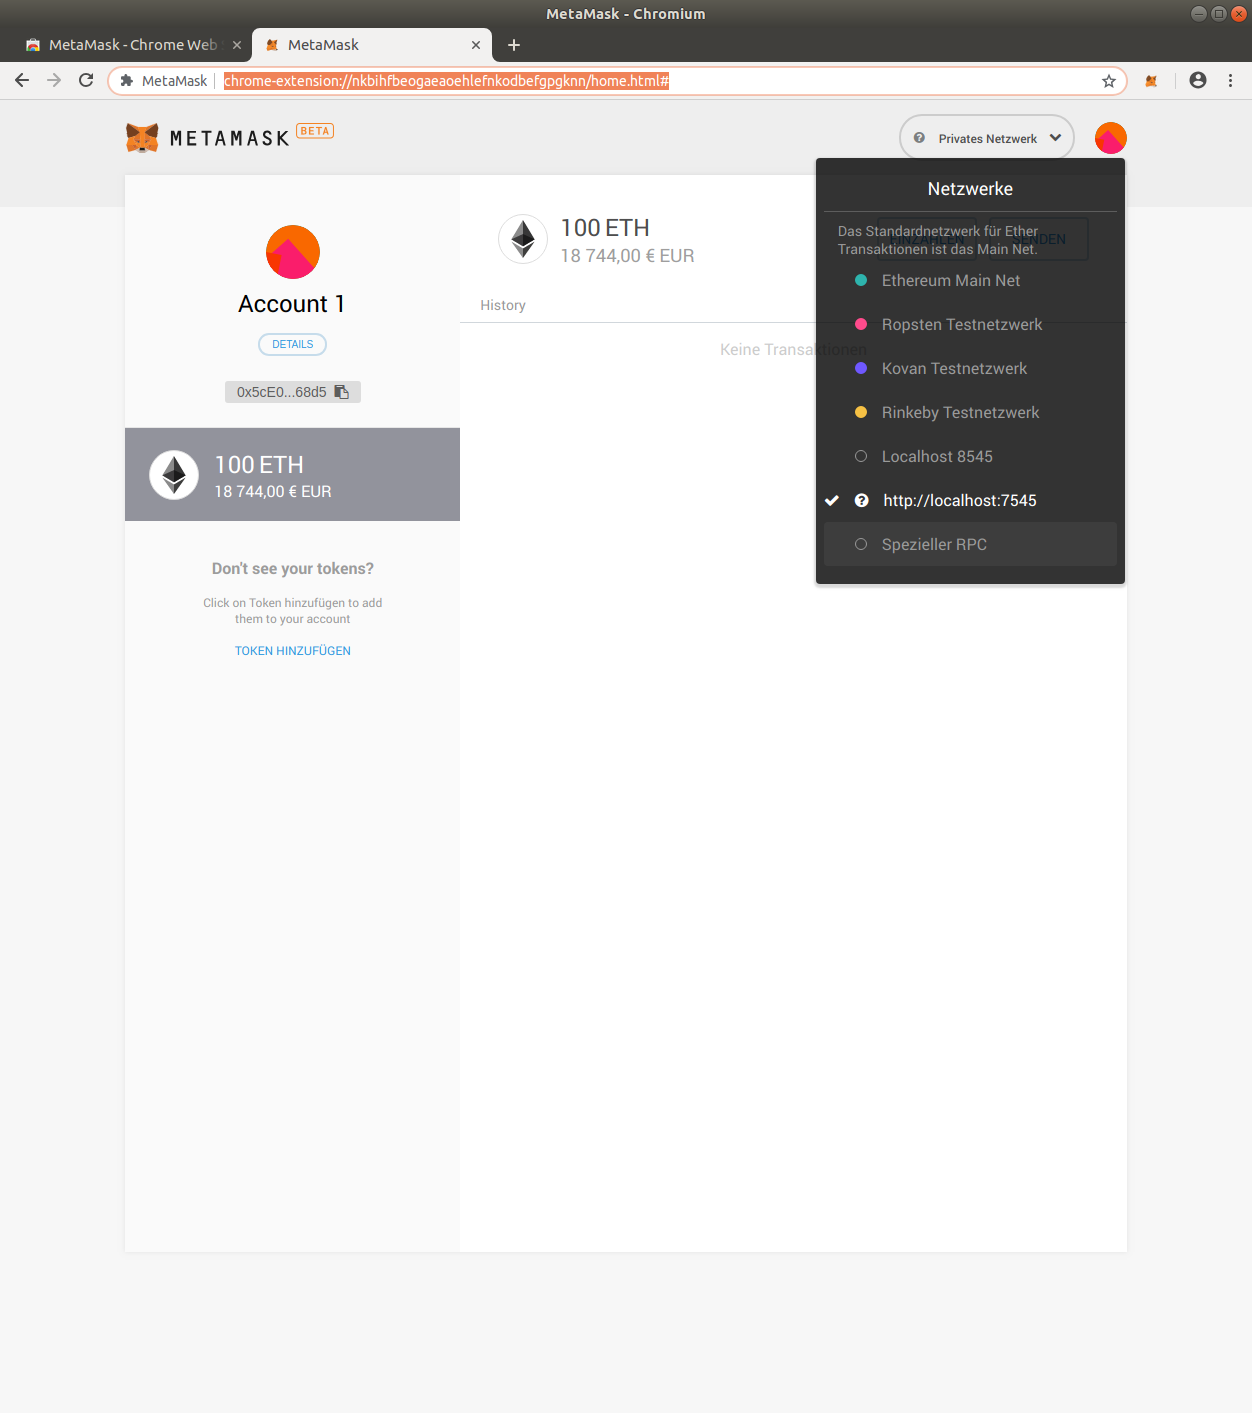 MetaMask - Chromium
MetaMask - Chrome Web
MetaMask
MetaMask
chrome-extension://nkbihfbeogaeaoehlefnkodbefgpgknn/home.html#
METAMASK BETA
Privates Netzwerk
Account 1
DETAILS
0x5cE0...68d5
100 ETH
18 744,00 € EUR
Don't see your tokens?
Click on Token hinzufügen to add
them to your account
TOKEN HINZUFÜGEN
100 ETH
18 744,00 € EUR
EINZAHLEN
SENDEN
History
Keine Transaktionen
Netzwerke
Das Standardnetzwerk für Ether
Transaktionen ist das Main Net.
Ethereum Main Net
Ropsten Testnetzwerk
Kovan Testnetzwerk
Rinkeby Testnetzwerk
Localhost 8545
http://localhost:7545
Spezieller RPC